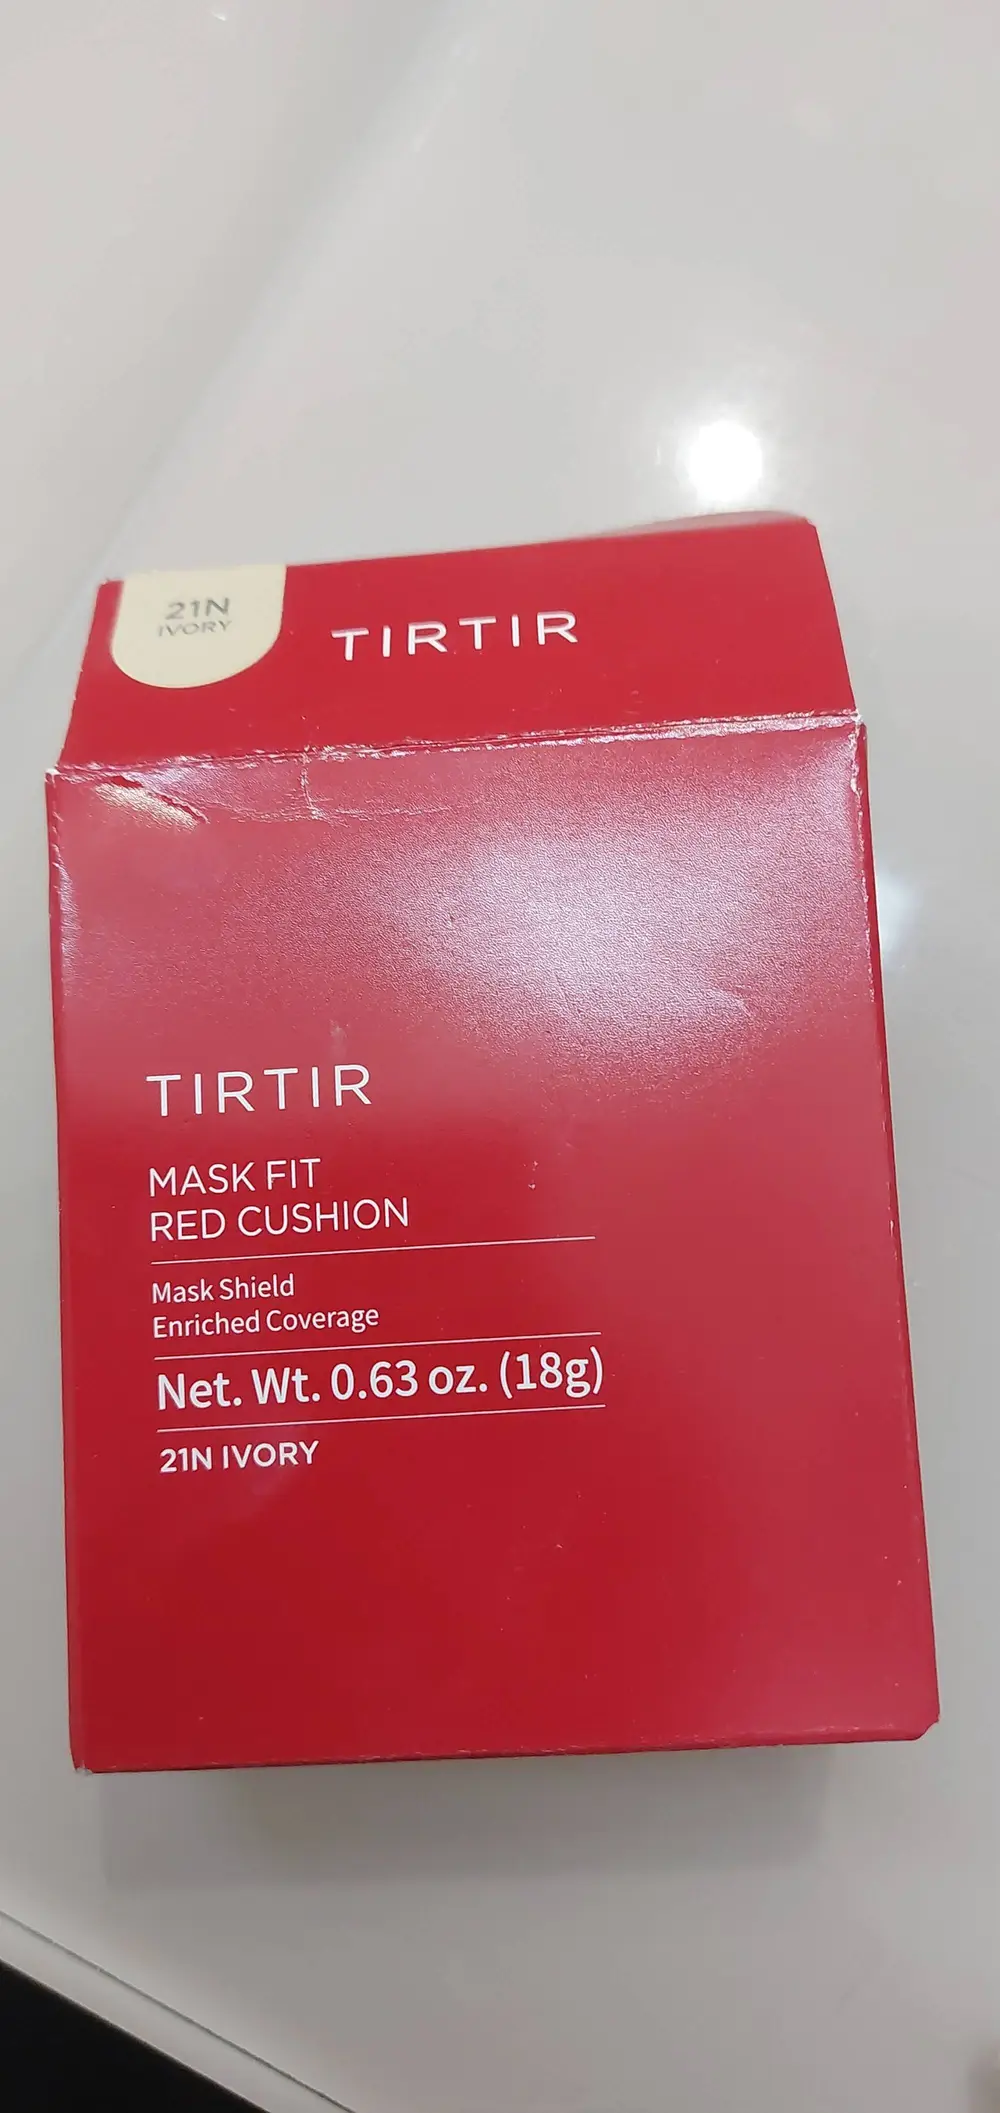 21N
IVORY
TIRTIR
TIRTIR
MASK FIT
RED CUSHION
Mask Shield
Enriched Coverage
Net. Wt. 0.63 oz. (18g)
21N IVORY